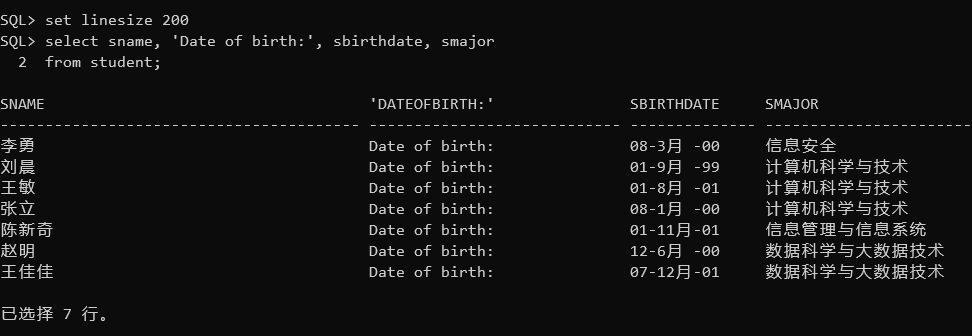 SQL> set linesize 200
SQL> select sname, 'Date of birth:', sbirthdate, smajor
  2  from student;

SNAME                                    'DATEOFBIRTH:'               SBIRTHDATE     SMAJOR
---------------------------------------- ---------------------------- -------------- -----------------------
李勇                                     Date of birth:               08-3月 -00     信息安全
刘晨                                     Date of birth:               01-9月 -99     计算机科学与技术
王敏                                     Date of birth:               01-8月 -01     计算机科学与技术
张立                                     Date of birth:               08-1月 -00     计算机科学与技术
陈新奇                                   Date of birth:               01-11月-01     信息管理与信息系统
赵明                                     Date of birth:               12-6月 -00     数据科学与大数据技术
王佳佳                                   Date of birth:               07-12月-01     数据科学与大数据技术

已选择 7 行。